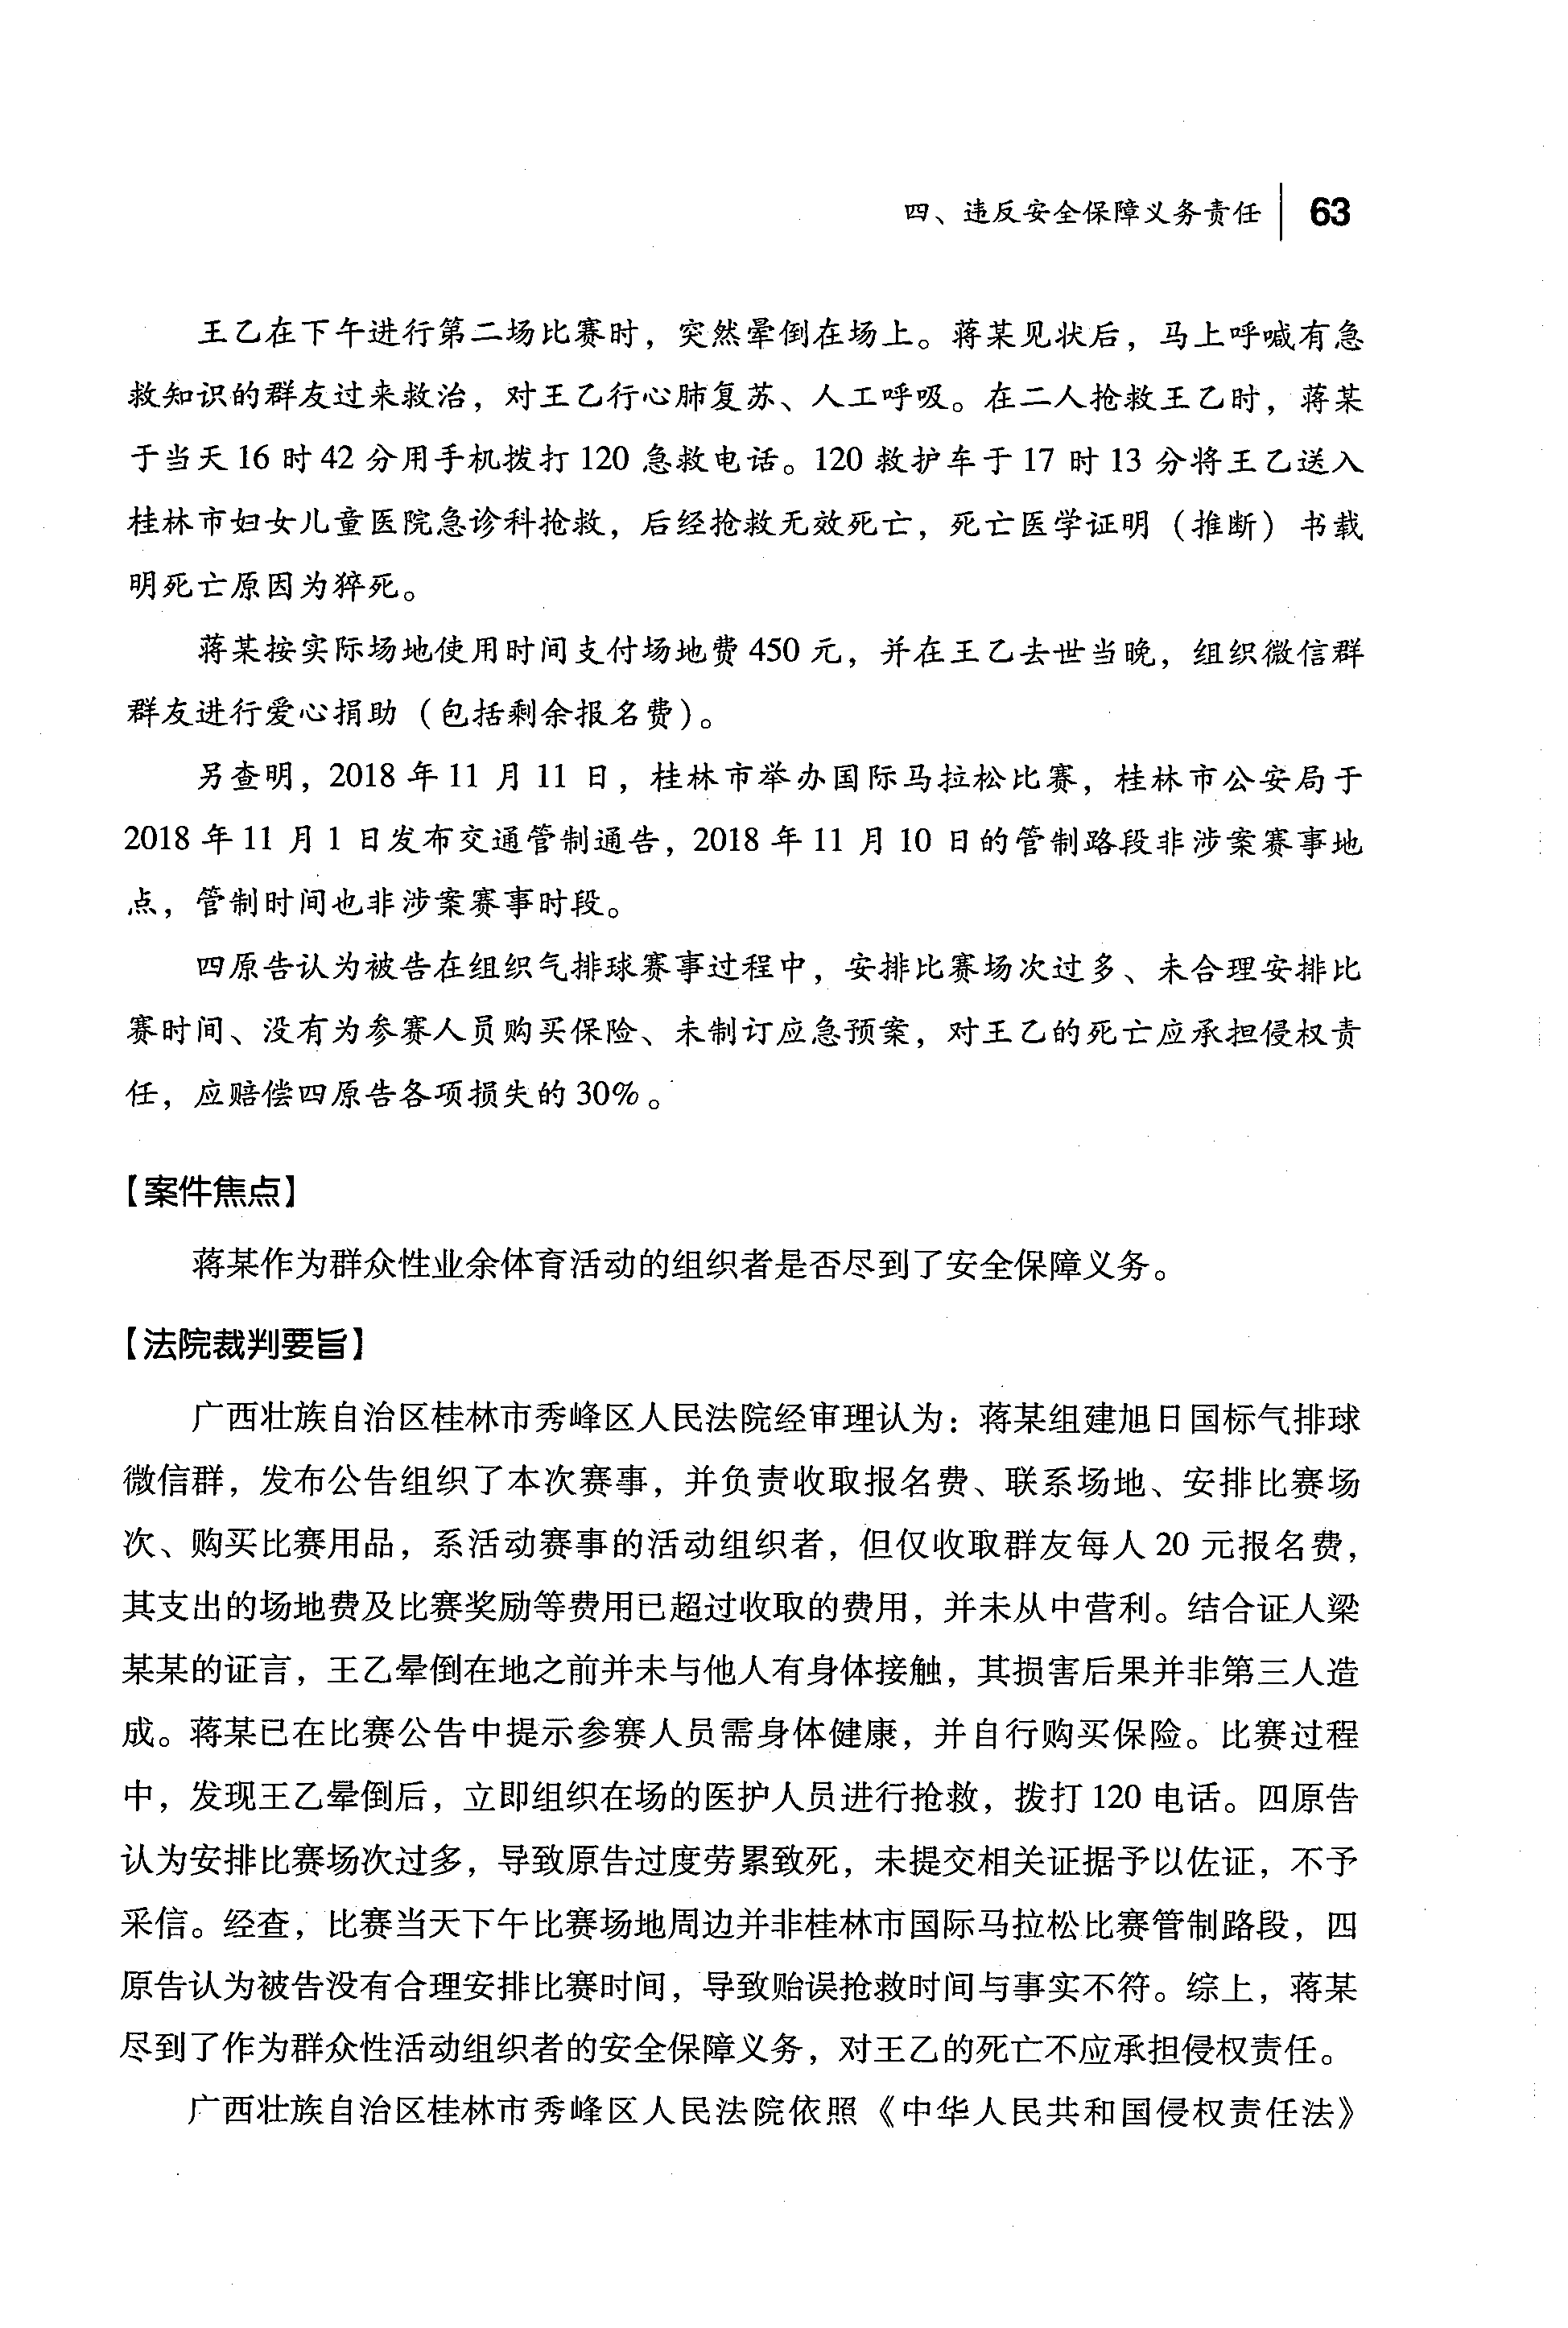 四、违反安全保障义务责任 63
王乙在下午进行第二场比赛时，突然晕倒在场上。蒋某见状后，马上呼喊有急
救知识的群友过来救治，对王乙行心肺复苏、人工呼吸。在二人抢救王乙时，蒋某
于当天16时42分用手机拨打120急救电话。120救护车于17时13分将王乙送入
桂林市妇女儿童医院急诊科抢救，后经抢救无效死亡，死亡医学证明（推断）书载
明死亡原因为猝死。
蒋某按实际场地使用时间支付场地费450元，并在王乙去世当晚，组织微信群
群友进行爱心捐助（包括剩余报名费）。
另查明，2018年11月11日，桂林市举办国际马拉松比赛，桂林市公安局于
2018年11月1日发布交通管制通告，2018年11月10日的管制路段非涉案赛事地
点，管制时间也非涉案赛事时段。
四原告认为被告在组织气排球赛事过程中，安排比赛场次过多、未合理安排比
赛时间、没有为参赛人员购买保险、未制订应急预案，对王乙的死亡应承担侵权责
任，应赔偿四原告各项损失的30%。
【案件焦点】
蒋某作为群众性业余体育活动的组织者是否尽到了安全保障义务。
【法院裁判要旨】
广西壮族自治区桂林市秀峰区人民法院经审理认为：蒋某组建旭日国标气排球
微信群，发布公告组织了本次赛事，并负责收取报名费、联系场地、安排比赛场
次、购买比赛用品，系活动赛事的活动组织者，但仅收取群友每人20元报名费，
其支出的场地费及比赛奖励等费用已超过收取的费用，并未从中营利。结合证人梁
某某的证言，王乙晕倒在地之前并未与他人有身体接触，其损害后果并非第三人造
成。蒋某已在比赛公告中提示参赛人员需身体健康，并自行购买保险。比赛过程
中，发现王乙晕倒后，立即组织在场的医护人员进行抢救，拨打120电话。四原告
认为安排比赛场次过多，导致原告过度劳累致死，未提交相关证据予以佐证，不予
采信。经查，比赛当天下午比赛场地周边并非桂林市国际马拉松比赛管制路段，四
原告认为被告没有合理安排比赛时间，导致贻误抢救时间与事实不符。综上，蒋某
尽到了作为群众性活动组织者的安全保障义务，对王乙的死亡不应承担侵权责任。
广西壮族自治区桂林市秀峰区人民法院依照《中华人民共和国侵权责任法》